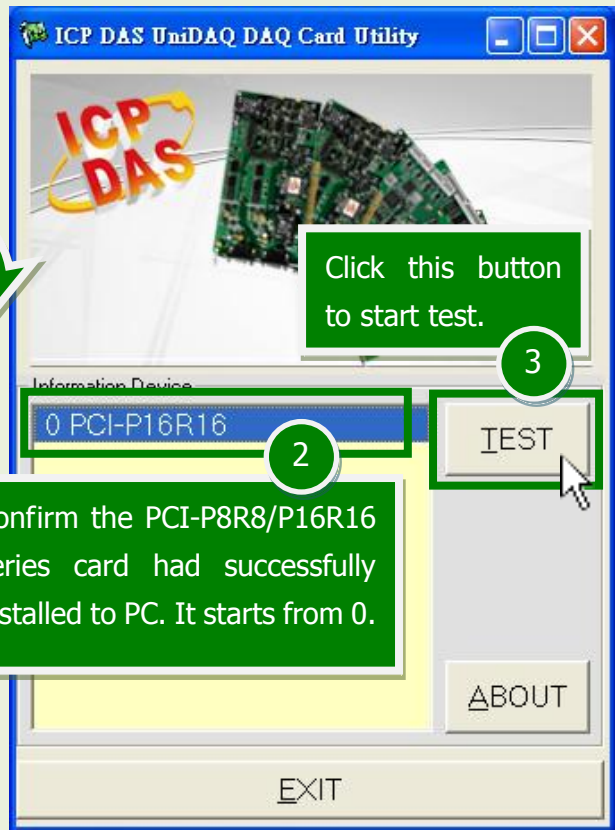 ICP DAS UniDAQ DAQ Card Utility
ICP
DAS
Click this button
to start test.
3
Information Device
0 PCI-P16R16
2
TEST
onfirm the PCI-P8R8/P16R16
eries card had successfully
stalled to PC. It starts from 0.
ABOUT
EXIT